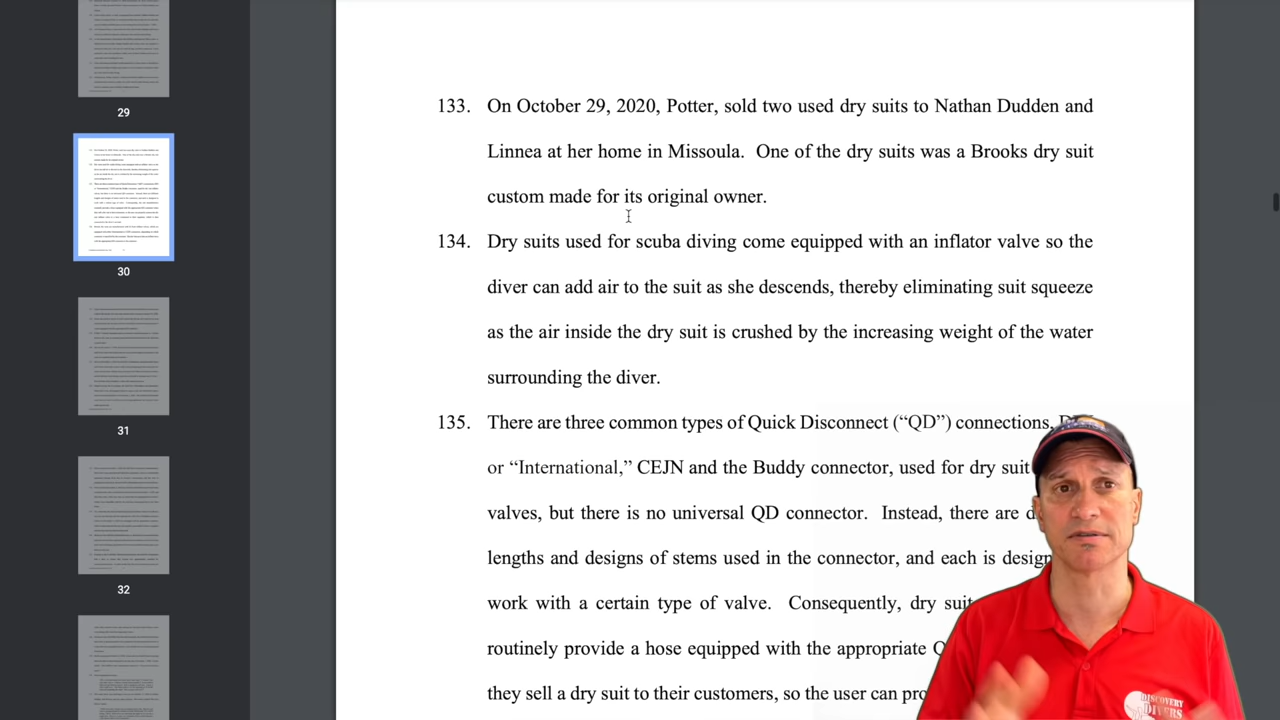 29
30
31
32
133. On October 29, 2020, Potter, sold two used dry suits to Nathan Dudden and
Linnea at her home in Missoula. One of the dry suits was a Brooks dry suit
custom-made for its original owner.
134. Dry suits used for scuba diving come equipped with an inflator valve so the
diver can add air to the suit as she descends, thereby eliminating suit squeeze
as the air inside the dry suit is crushed by the increasing weight of the water
surrounding the diver.
135. There are three common types of Quick Disconnect (“QD”) connections,
or “International,” CEJN and the Buddy connector, used for dry suit
valves, but there is no universal QD connector. Instead, there are
lengths and designs of stems used in the connector, and each is design
work with a certain type of valve. Consequently, dry suit
routinely provide a hose equipped with the appropriate
they sell a dry suit to their customers, so the user can pro
DISCOVERY
DIVERS